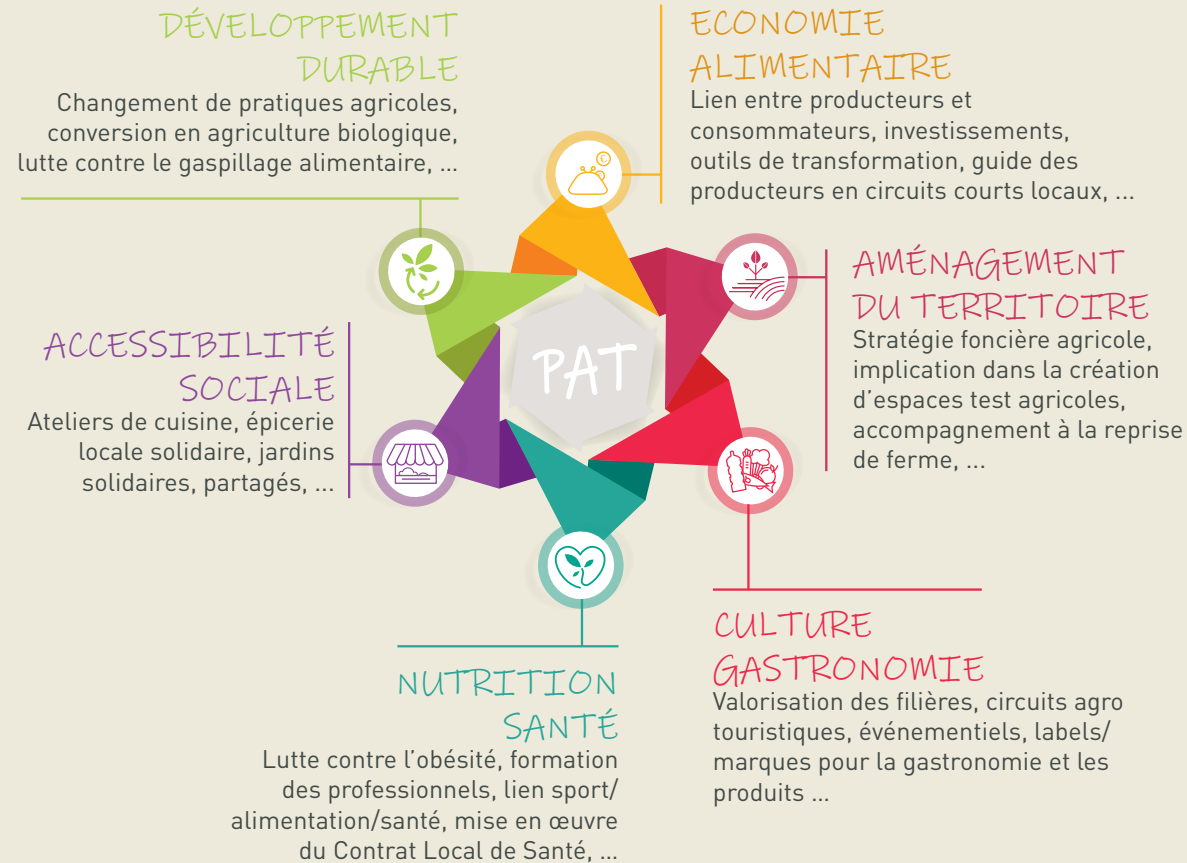 DÉVELOPPEMENT
DURABLE
Changement de pratiques agricoles,
conversion en agriculture biologique,
lutte contre le gaspillage alimentaire, ...
ECONOMIE
ALIMENTAIRE
Lien entre producteurs et
consommateurs, investissements,
outils de transformation, guide des
producteurs en circuits courts locaux, ...
AMÉNAGEMENT
DU TERRITOIRE
Stratégie foncière agricole,
implication dans la création
d'espaces test agricoles,
accompagnement à la reprise
de ferme, ...
ACCESSIBILITÉ
SOCIALE
Ateliers de cuisine, épicerie
locale solidaire, jardins
solidaires, partagés, ...
PAT
CULTURE
GASTRONOMIE
Valorisation des filières, circuits agro
touristiques, événementiels, labels/
marques pour la gastronomie et les
produits ...
NUTRITION
SANTÉ
Lutte contre l'obésité, formation
des professionnels, lien sport/
alimentation/santé, mise en œuvre
du Contrat Local de Santé, ...